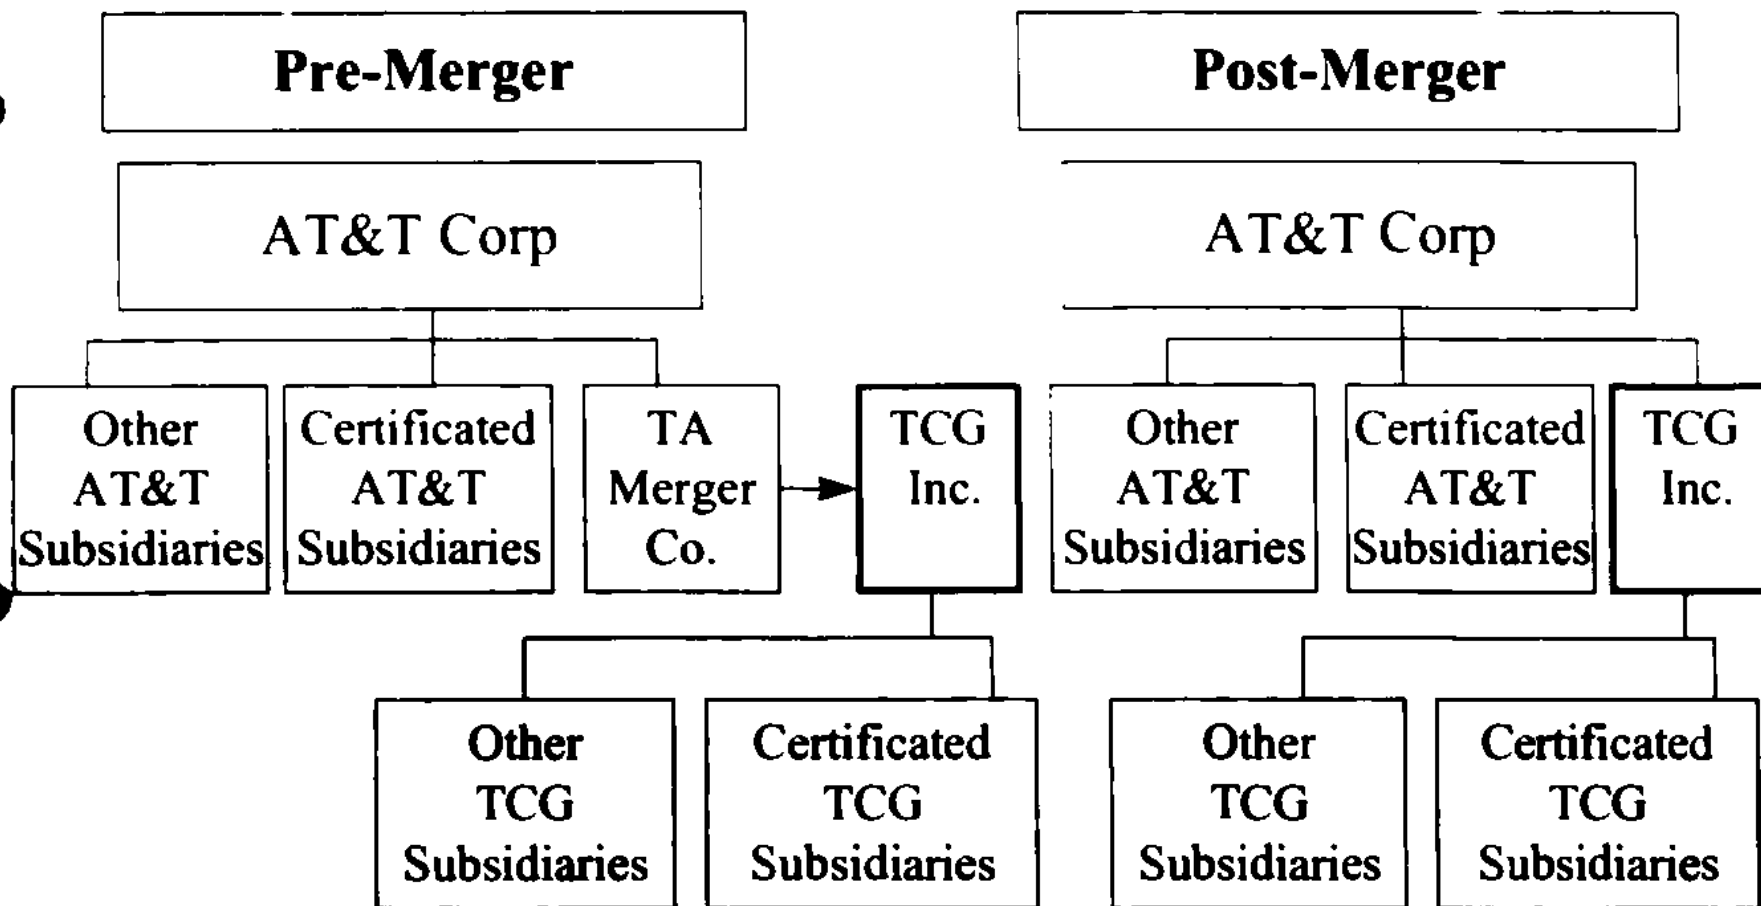 Pre-Merger
AT&T Corp
Other
AT&T
Subsidiaries
Certificated
AT&T
Subsidiaries
TA
Merger
Co.
TCG
Inc.
Other
TCG
Subsidiaries
Certificated
TCG
Subsidiaries
Post-Merger
AT&T Corp
Other
AT&T
Subsidiaries
Certificated
AT&T
Subsidiaries
TCG
Inc.
Other
TCG
Subsidiaries
Certificated
TCG
Subsidiaries